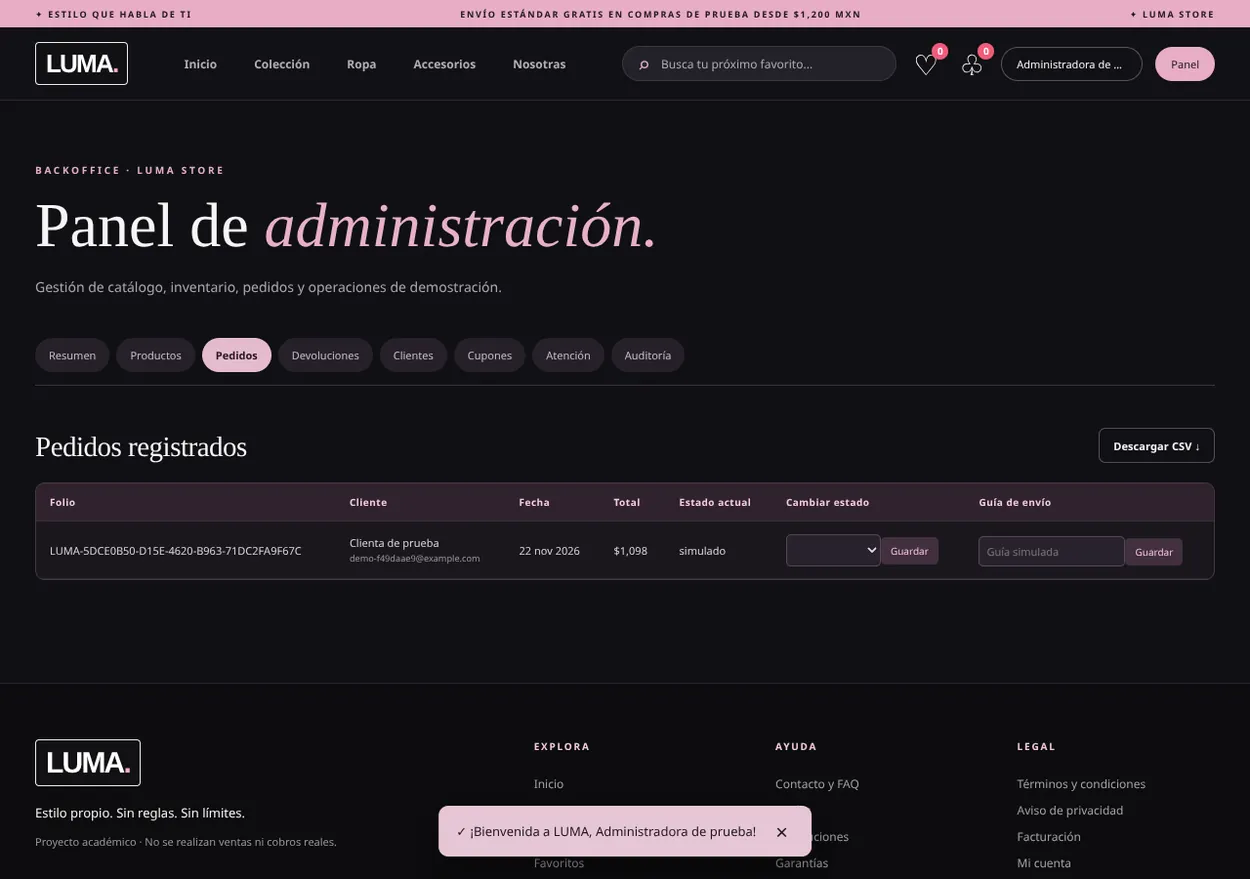 ✦ ESTILO QUE HABLA DE TI
ENVÍO ESTÁNDAR GRATIS EN COMPRAS DE PRUEBA DESDE $1,200 MXN
✦ LUMA STORE
LUMA.
Inicio
Colección
Ropa
Accesorios
Nosotras
Busca tu próximo favorito...
0
0
Administradora de ...
Panel
BACKOFFICE · LUMA STORE
Panel de administración.
Gestión de catálogo, inventario, pedidos y operaciones de demostración.
Resumen
Productos
Pedidos
Devoluciones
Clientes
Cupones
Atención
Auditoría
Pedidos registrados
Descargar CSV ↓
Folio
Cliente
Fecha
Total
Estado actual
Cambiar estado
Guía de envío
LUMA-5DCE0B50-D15E-4620-B963-71DC2FA9F67C
Clienta de prueba
demo-f49daae9@example.com
22 nov 2026
$1,098
simulado
Guardar
Guía simulada
Guardar
LUMA.
Estilo propio. Sin reglas. Sin límites.
Proyecto académico · No se realizan ventas ni cobros reales.
EXPLORA
Inicio
Favoritos
AYUDA
Contacto y FAQ
Garantías
LEGAL
Términos y condiciones
Aviso de privacidad
Facturación
Mi cuenta
✓ ¡Bienvenida a LUMA, Administradora de prueba! ✕